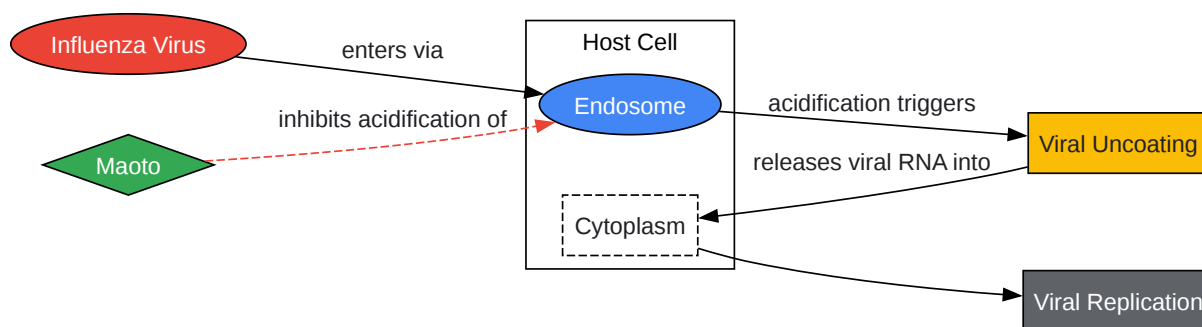 Influenza Virus
enters via
Host Cell
Endosome
acidification triggers
inhibits acidification of
Maoto
Viral Uncoating
releases viral RNA into
Cytoplasm
Viral Replication